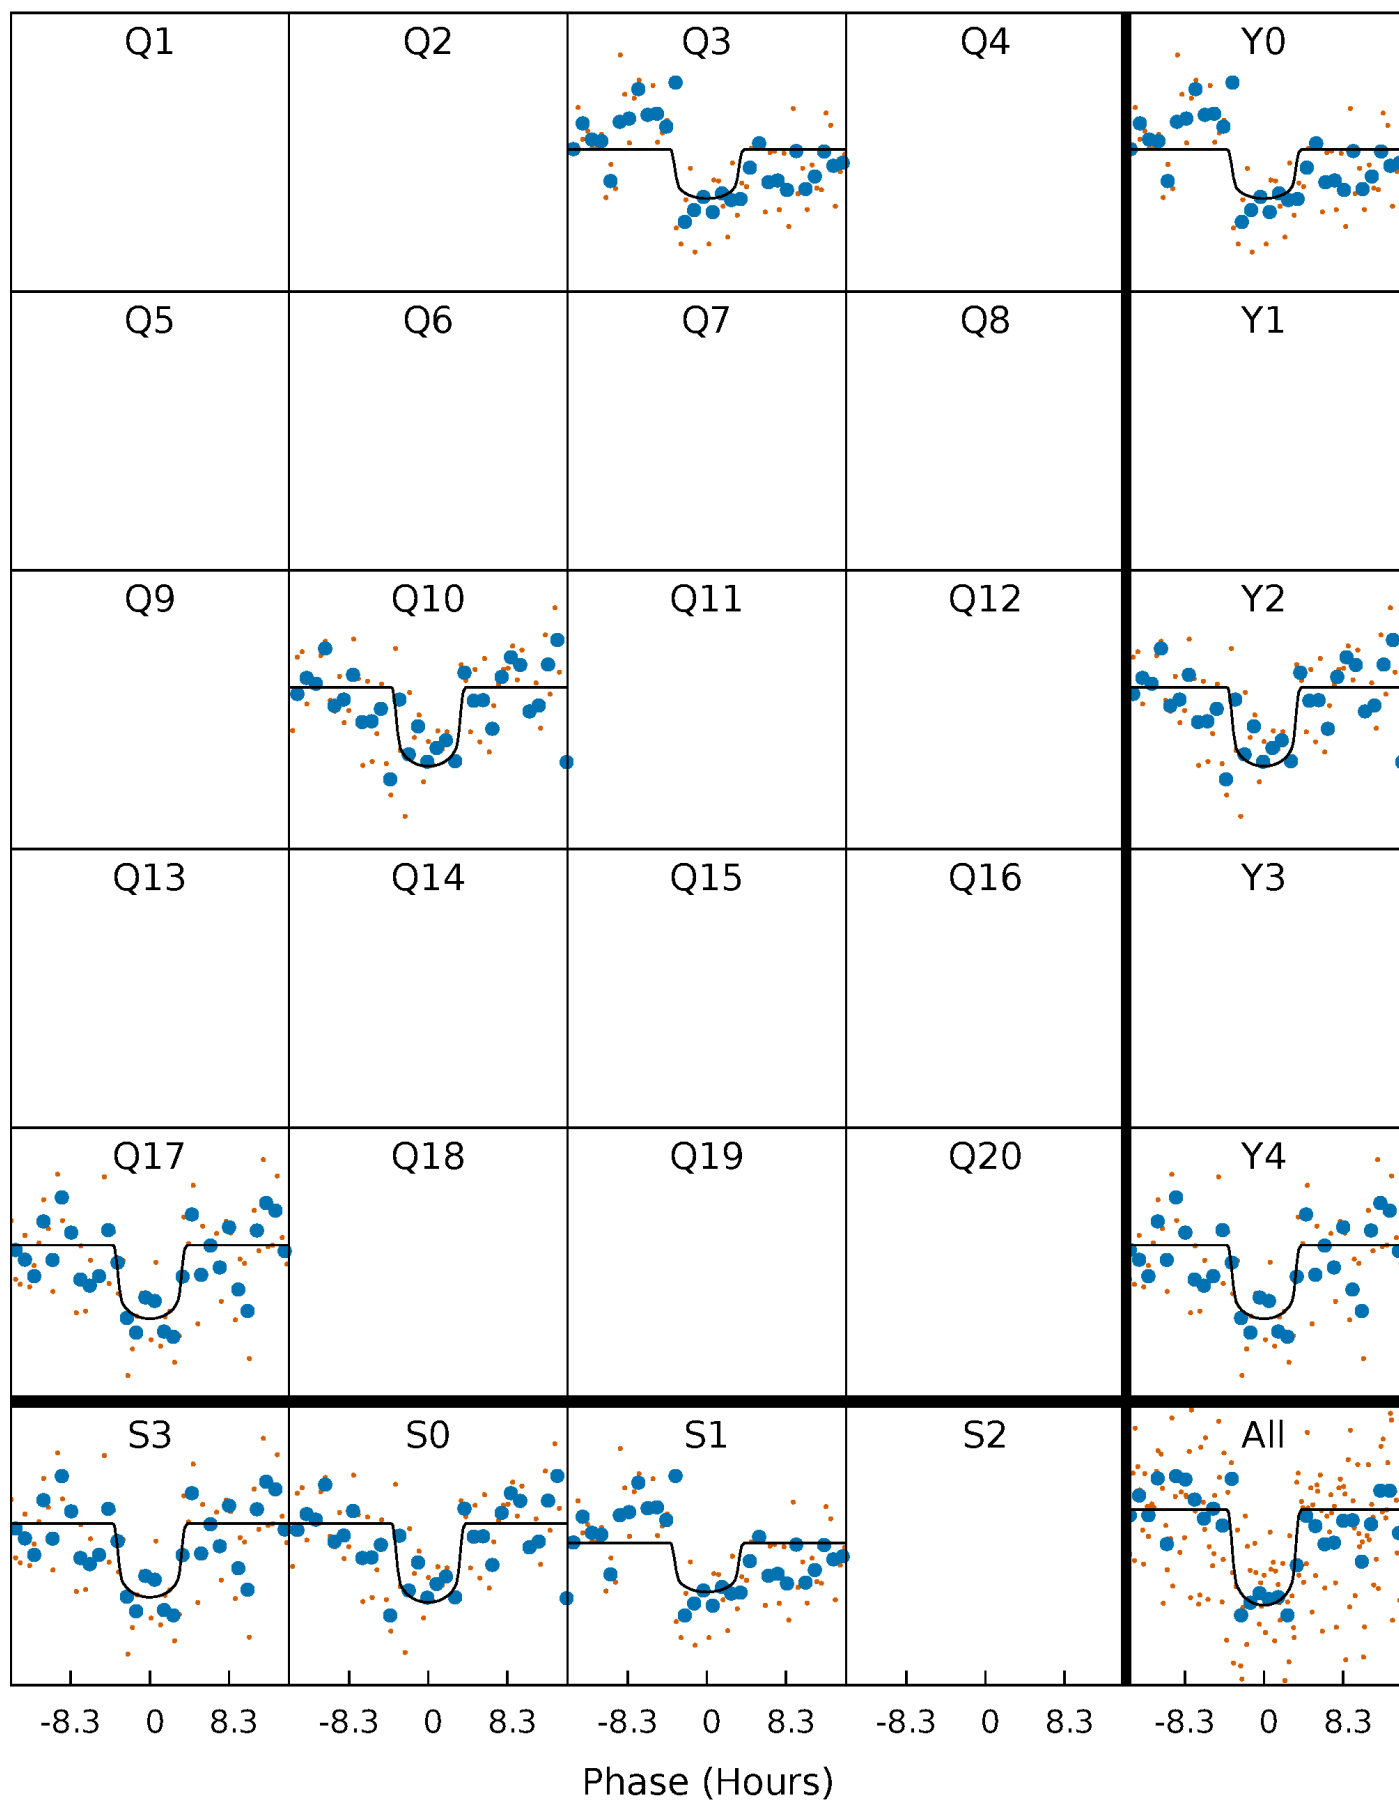 Q1 Q2 Q3 Q4 Y0
Q5 Q6 Q7 Q8 Y1
Q9 Q10 Q11 Q12 Y2
Q13 Q14 Q15 Q16 Y3
Q17 Q18 Q19 Q20 Y4
S3 S0 S1 S2 All
-8.3 0 8.3 -8.3 0 8.3 -8.3 0 8.3 -8.3 0 8.3 -8.3 0 8.3
Phase (Hours)